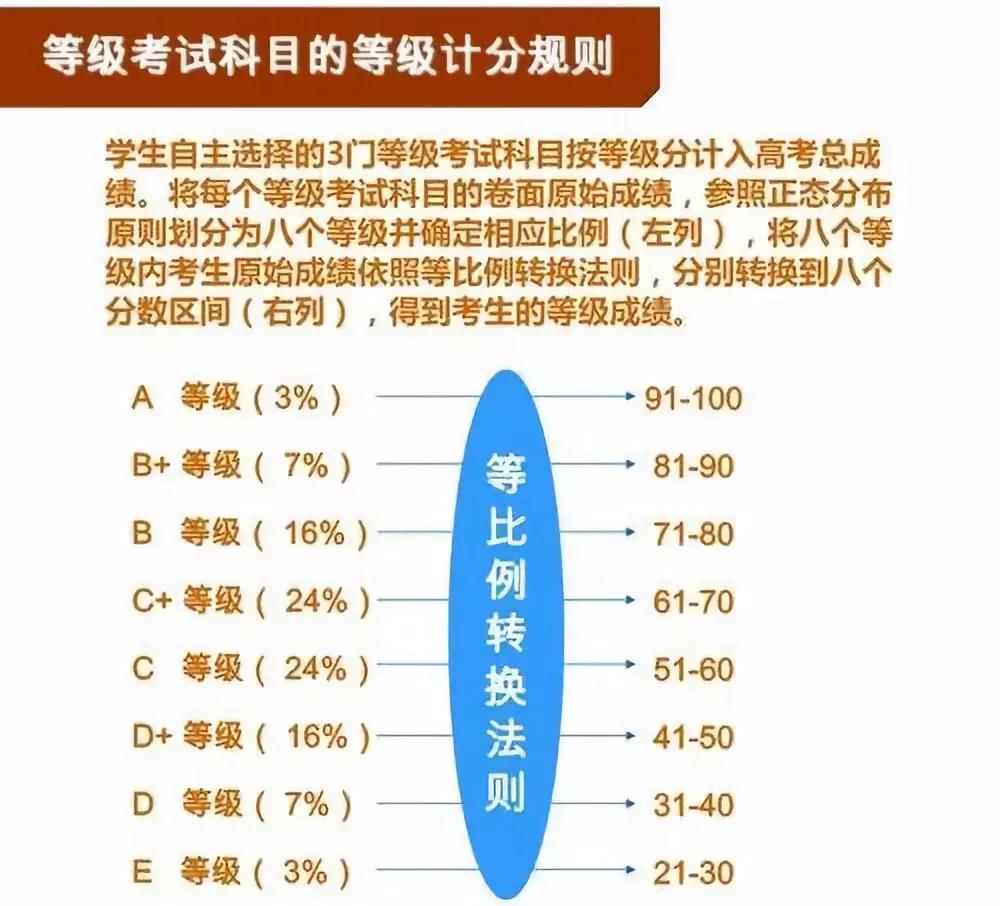 等级考试科目的等级计分规则
学生自主选择的3门等级考试科目按等级分计入高考总成
绩。将每个等级考试科目的卷面原始成绩，参照正态分布
原则划分为八个等级并确定相应比例（左列），将八个等
级内考生原始成绩依照等比例转换法则，分别转换到八个
分数区间（右列），得到考生的等级成绩。
A 等级（3%） 91-100
B+ 等级（ 7%） 81-90
B 等级（ 16%） 71-80
C+ 等级（ 24%） 61-70
C 等级（ 24%） 51-60
D+ 等级（ 16%） 41-50
D 等级（ 7%） 31-40
E 等级（ 3%） 21-30
等比例转换法则